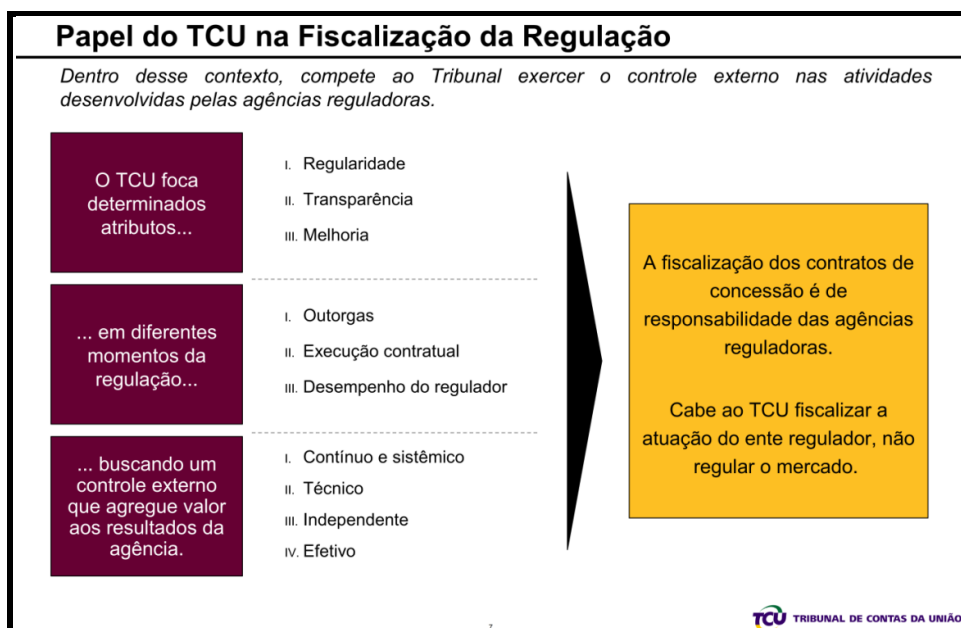 Papel do TCU na Fiscalização da Regulação
Dentro desse contexto, compete ao Tribunal exercer o controle externo nas atividades
desenvolvidas pelas agências reguladoras.
O TCU foca
determinados
atributos...
I. Regularidade
II. Transparência
III. Melhoria
... em diferentes
momentos da
regulação...
I. Outorgas
II. Execução contratual
III. Desempenho do regulador
... buscando um
controle externo
que agregue valor
aos resultados da
agência.
I. Contínuo e sistêmico
II. Técnico
III. Independente
IV. Efetivo
A fiscalização dos contratos de
concessão é de
responsabilidade das agências
reguladoras.
Cabe ao TCU fiscalizar a
atuação do ente regulador, não
regular o mercado.
7
TCU TRIBUNAL DE CONTAS DA UNIÃO